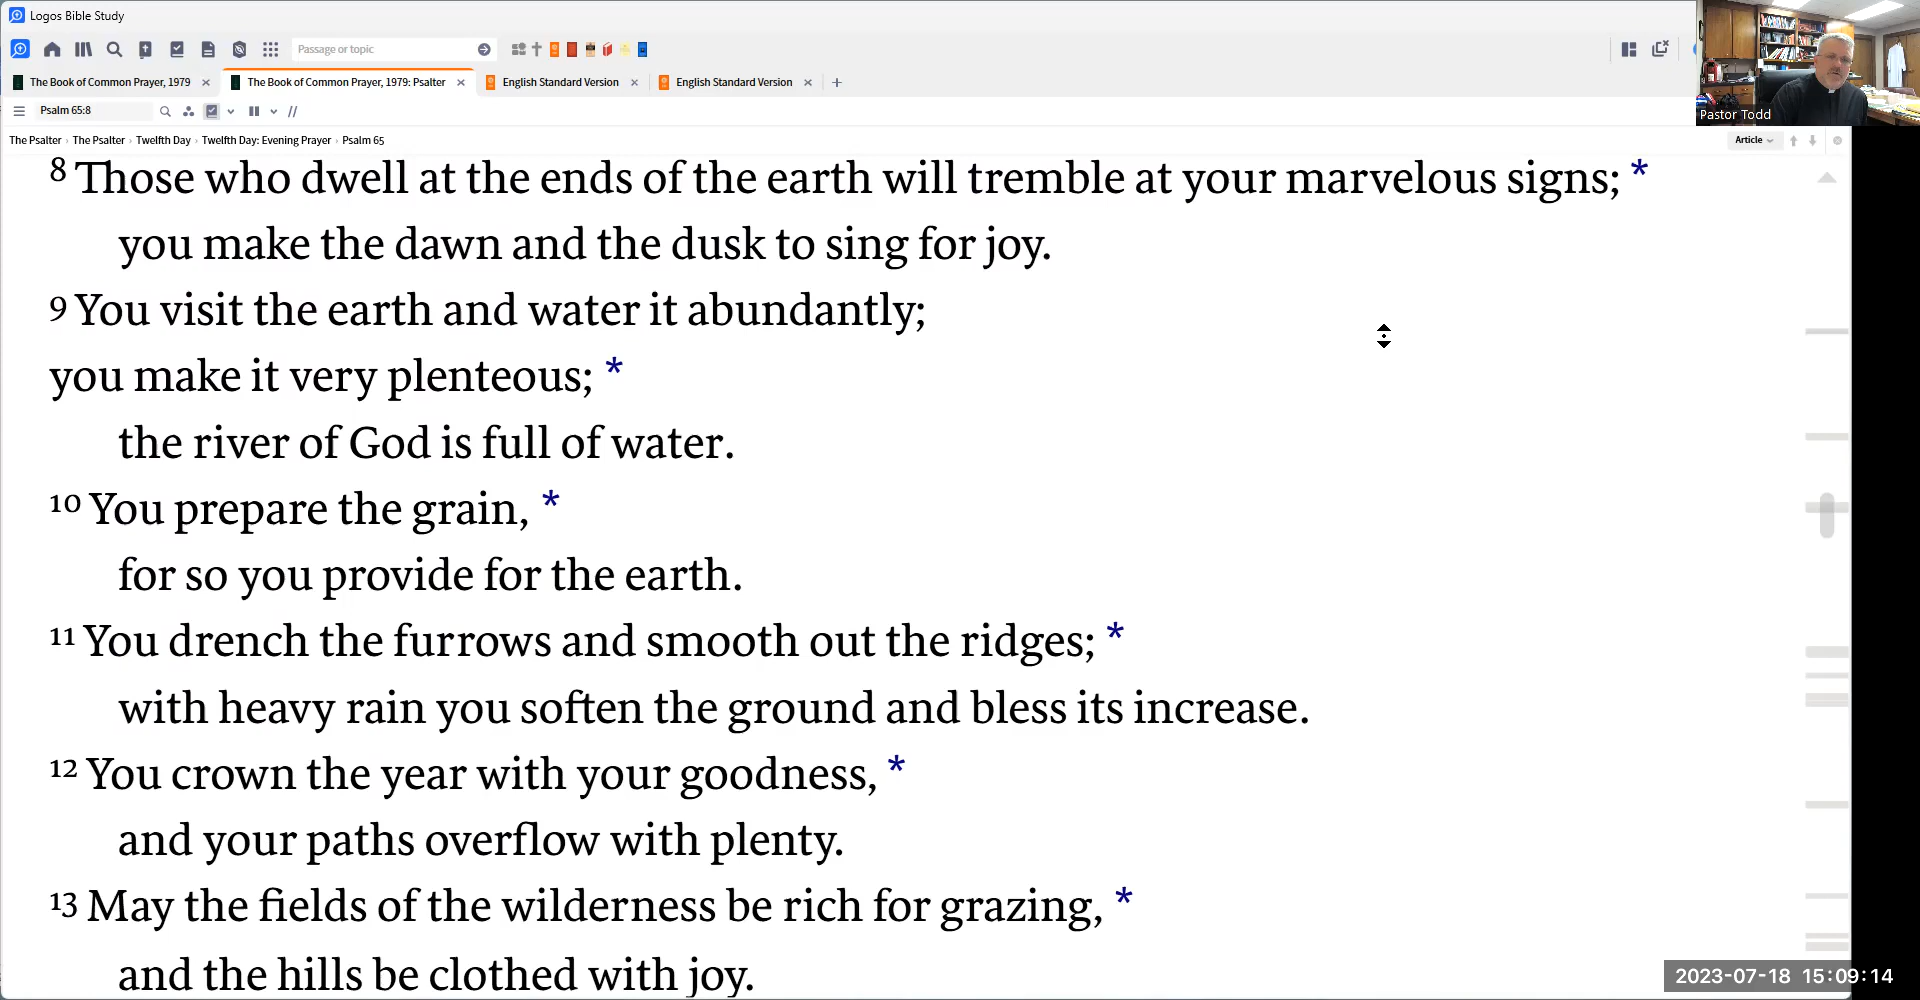 Logos Bible Study
Passage or topic
The Book of Common Prayer, 1979
The Book of Common Prayer, 1979: Psalter
English Standard Version
English Standard Version
Pastor Todd
Psalm 65:8
The Psalter › The Psalter › Twelfth Day › Twelfth Day: Evening Prayer › Psalm 65
Article
8 Those who dwell at the ends of the earth will tremble at your marvelous signs; *
you make the dawn and the dusk to sing for joy.
9 You visit the earth and water it abundantly;
you make it very plenteous; *
the river of God is full of water.
10 You prepare the grain, *
for so you provide for the earth.
11 You drench the furrows and smooth out the ridges; *
with heavy rain you soften the ground and bless its increase.
12 You crown the year with your goodness, *
and your paths overflow with plenty.
13 May the fields of the wilderness be rich for grazing, *
and the hills be clothed with joy.
2023-07-18 15:09:14